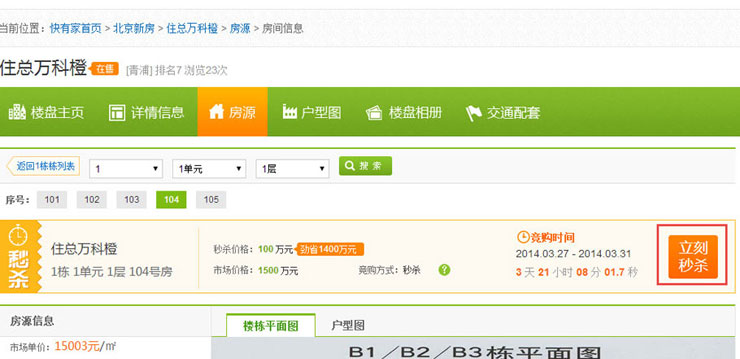 当前位置: 快有家首页 > 北京新房 > 住总万科橙 > 房源 > 房间信息
住总万科橙 在售 [青浦] 排名7 浏览23次
楼盘主页 详情信息 房源 户型图 楼盘相册 交通配套
返回1栋栋列表 1 1单元 1层 搜索
序号: 101 102 103 104 105
秒杀
住总万科橙
1栋 1单元 1层 104号房
秒杀价格: 100 万元 劲省1400万元
市场价格: 1500 万元 竞购方式: 秒杀 ?
竞购时间
2014.03.27 - 2014.03.31
3 天 21 小时 08 分 01.7 秒
立刻
秒杀
房源信息
市场单价: 15003元/㎡
楼栋平面图 户型图
B1/B2/B3栋平面图